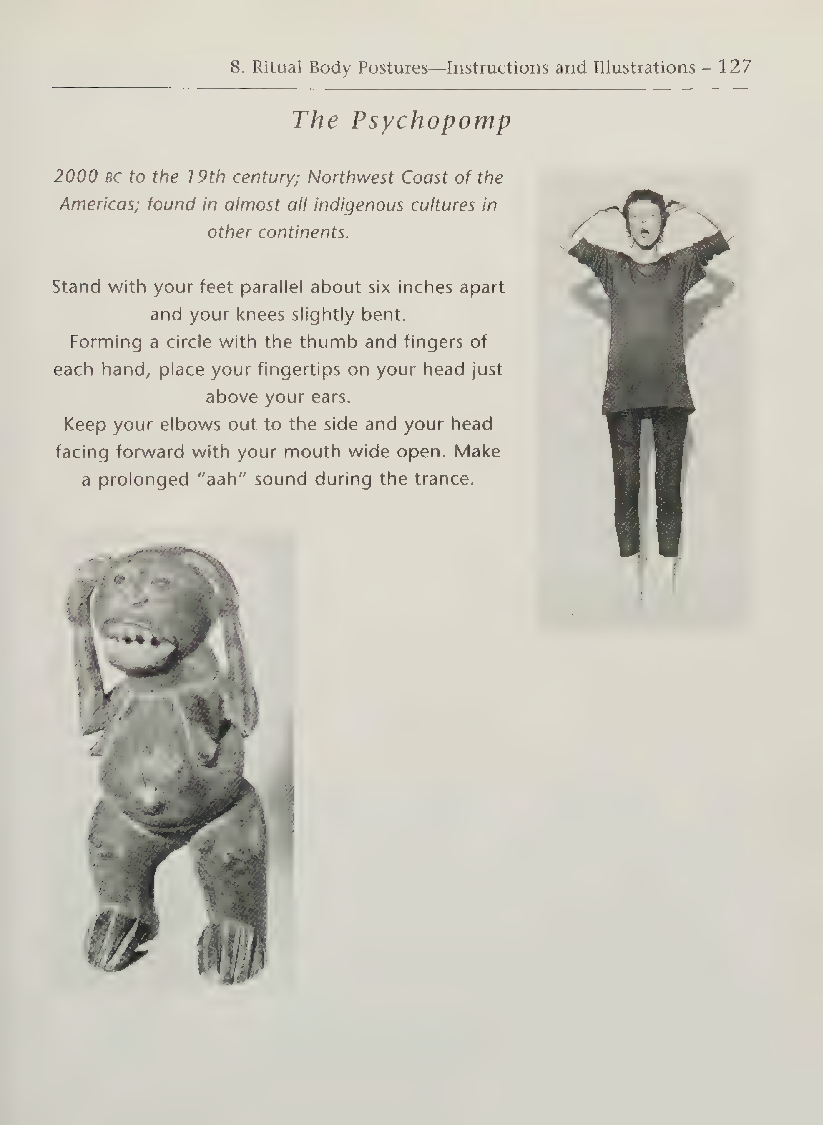 8. Ritual Body Postures—Instructions and Illustrations – 127
The Psychopomp
2000 BC to the 19th century; Northwest Coast of the
Americas; found in almost all indigenous cultures in
other continents.
Stand with your feet parallel about six inches apart
and your knees slightly bent.
Forming a circle with the thumb and fingers of
each hand, place your fingertips on your head just
above your ears.
Keep your elbows out to the side and your head
facing forward with your mouth wide open. Make
a prolonged "aah" sound during the trance.